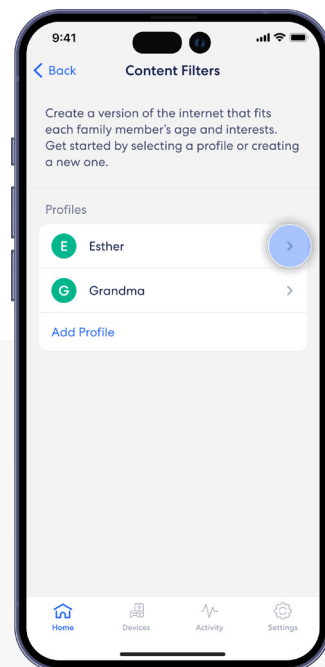 9:41
Back
Content Filters
Create a version of the internet that fits
each family member's age and interests.
Get started by selecting a profile or creating
a new one.
Profiles
E Esther
G Grandma
Add Profile
Home Devices Activity Settings